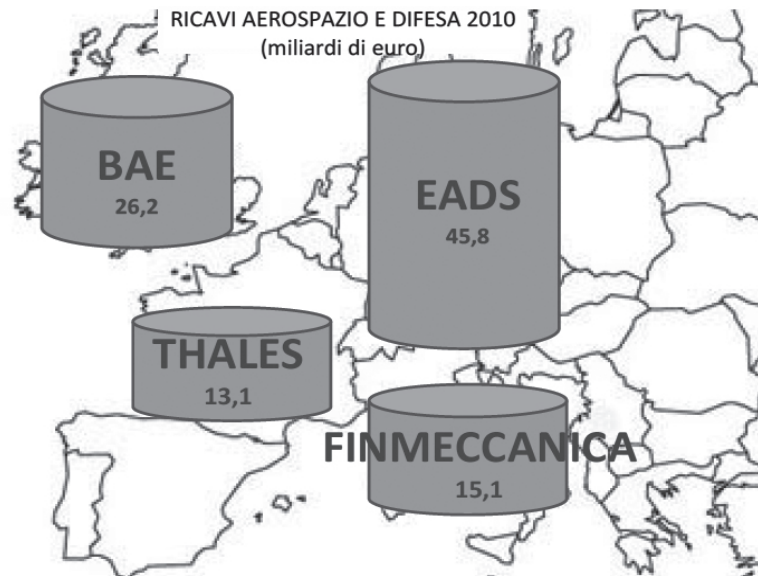 RICAVI AEROSPAZIO E DIFESA 2010
(miliardi di euro)
BAE
26,2
EADS
45,8
THALES
13,1
FINMECCANICA
15,1